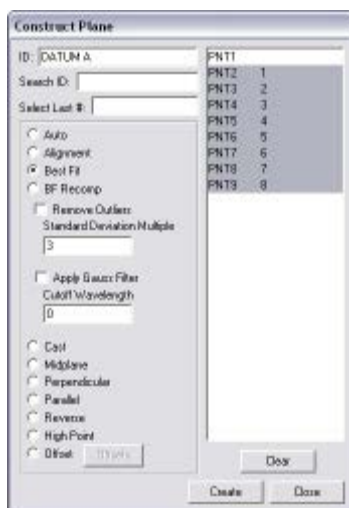 Construct Plane
ID: DATUM A
Search ID:
Select Last #:
Auto
Alignment
Best Fit
BF Recomp
Remove Outliers
Standard Deviation Multiple
3
Apply Gauss Filter
Cutoff Wavelength
0
Cast
Midplane
Perpendicular
Parallel
Reverse
High Point
Offset
Offsets
PNT1
PNT2 1
PNT3 2
PNT4 3
PNT5 4
PNT6 5
PNT7 6
PNT8 7
PNT9 8
Clear
Create
Close